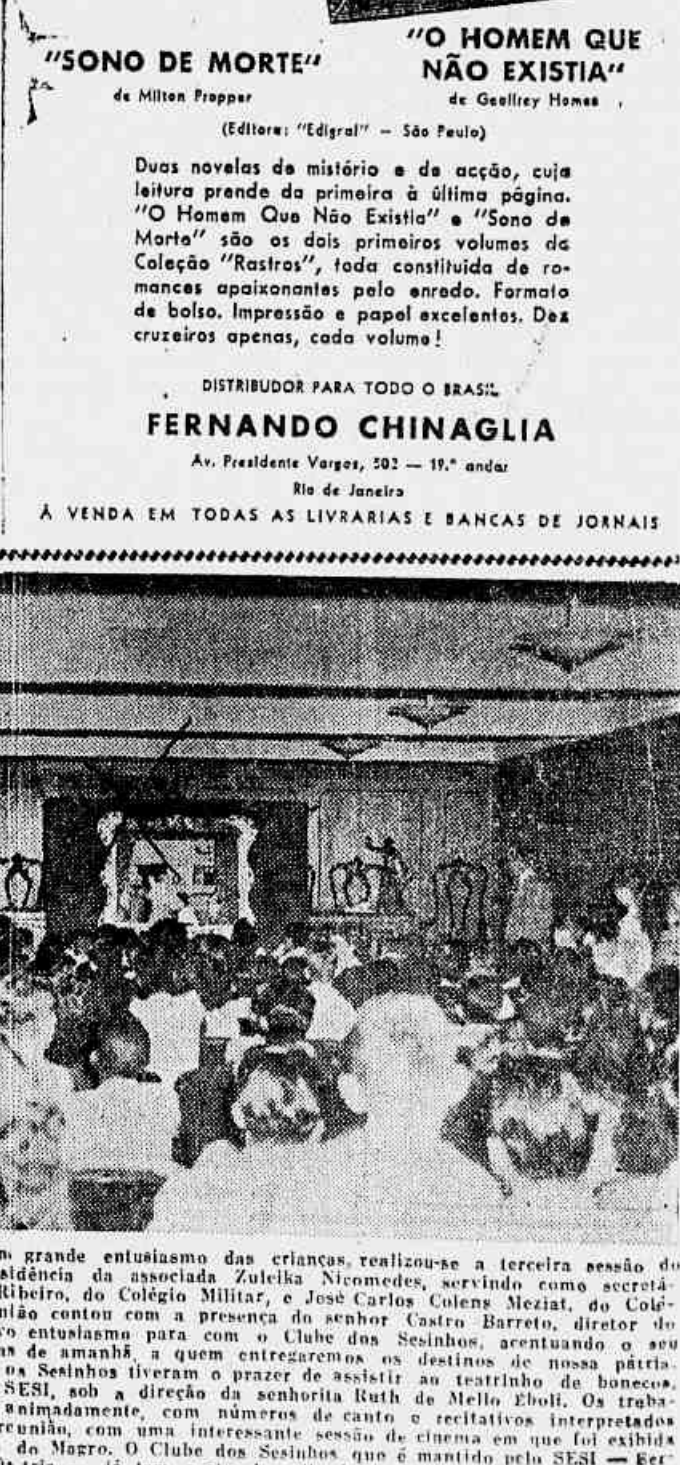 "SONO DE MORTE"
de Milton Propper
"O HOMEM QUE
NÃO EXISTIA"
de Geoffrey Homes
(Editora: "Edigral" — São Paulo)
Duas novelas de mistério e de acção, cuja
leitura prende da primeira à última página.
"O Homem Que Não Existia" e "Sono de
Morte" são os dois primeiros volumes da
Coleção "Rastros", toda constituida de ro-
mances apaixonantes pelo enredo. Formato
de bolso. Impressão e papel excelentes. Dez
cruzeiros apenas, cada volume!
DISTRIBUDOR PARA TODO O BRASIL
FERNANDO CHINAGLIA
Av. Presidente Vargas, 502 — 19.º andar
Rio de Janeiro
À VENDA EM TODAS AS LIVRARIAS E BANCAS DE JORNAIS
grande entusiasmo das crianças, realizou-se a terceira sessão do
sidência da associada Zuleika Nicomedes, servindo como secretá-
Ribeiro, do Colégio Militar, e José Carlos Colens Meziat, do Colé-
nião contou com a presença do senhor Castro Barreto, diretor do
vo entusiasmo para com o Clube dos Sesinhos, acentuando o seu
as de amanhã, a quem entregaremos os destinos de nossa pátria.
os Sesinhos tiveram o prazer de assistir ao teatrinho de bonecos,
SESI, sob a direção da senhorita Ruth de Mello Eboli. Os traba-
animadamente, com números de canto e recitativos interpretados
reunião, com uma interessante sessão de cinema em que foi exibida
do Magro. O Clube dos Sesinhos que é mantido pelo SESI — Ser-